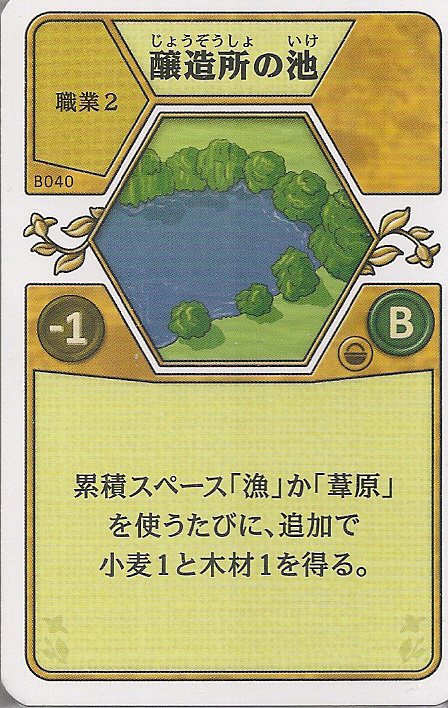 じょうぞうしょ いけ
醸造所の池
職業2
B040
-1
B
累積スペース「漁」か「葦原」
を使うたびに、追加で
小麦1と木材1を得る。